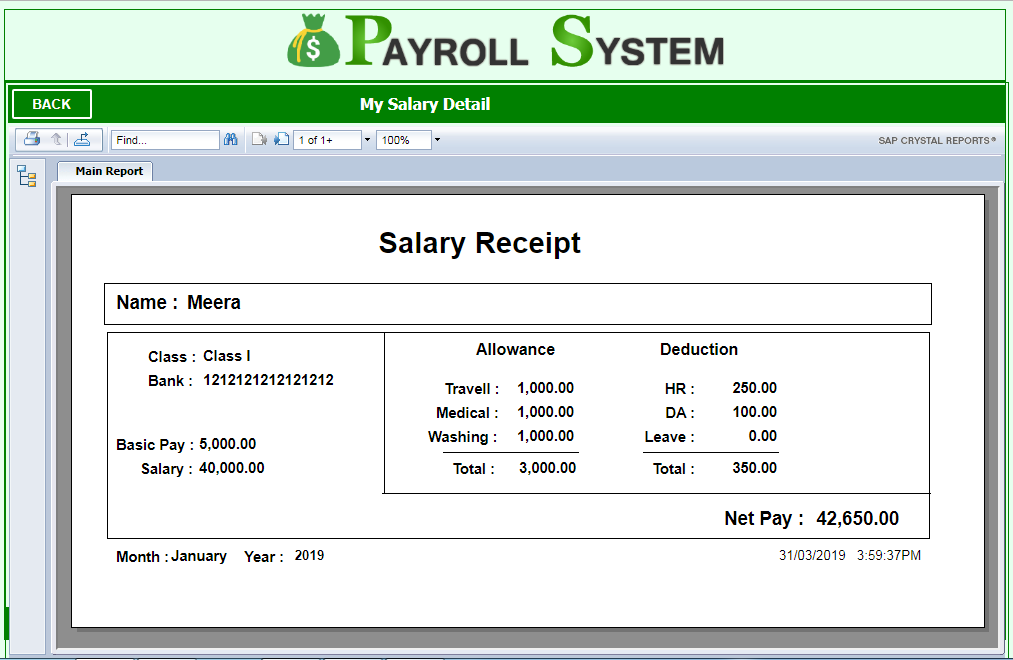 PAYROLL SYSTEM
BACK My Salary Detail
Find... 1 of 1+ 100% SAP CRYSTAL REPORTS®
Main Report
Salary Receipt
Name : Meera
Class : Class I
Bank : 1212121212121212
Basic Pay : 5,000.00
Salary : 40,000.00
Allowance
Travell : 1,000.00
Medical : 1,000.00
Washing : 1,000.00
Total : 3,000.00
Deduction
HR : 250.00
DA : 100.00
Leave : 0.00
Total : 350.00
Net Pay : 42,650.00
Month : January Year : 2019
31/03/2019 3:59:37PM